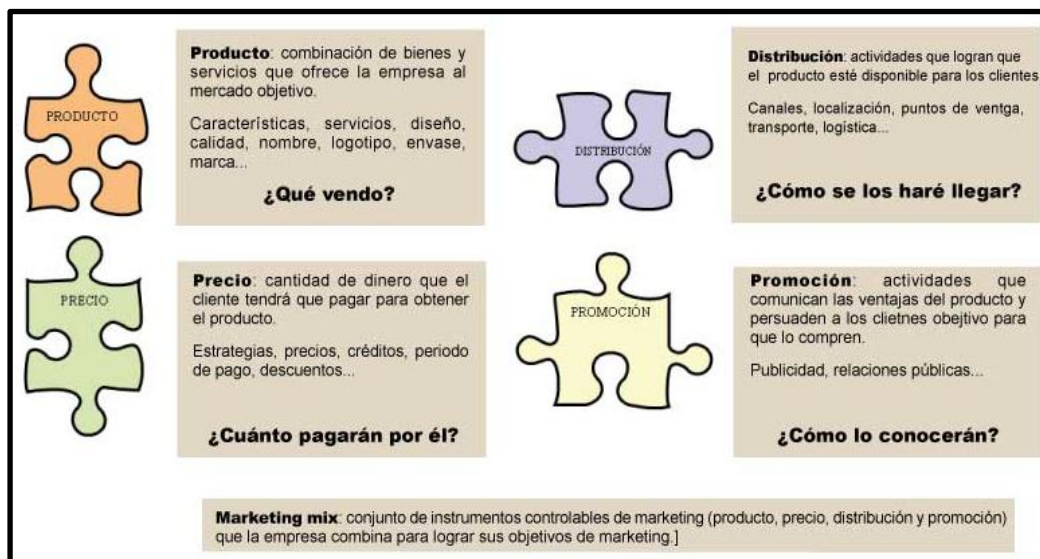 PRODUCTO
Producto: combinación de bienes y
servicios que ofrece la empresa al
mercado objetivo.
Características, servicios, diseño,
calidad, nombre, logotipo, envase,
marca...
¿Qué vendo?
DISTRIBUCIÓN
Distribución: actividades que logran que
el producto esté disponible para los clientes
Canales, localización, puntos de ventga,
transporte, logística...
¿Cómo se los haré llegar?
PRECIO
Precio: cantidad de dinero que el
cliente tendrá que pagar para obtener
el producto.
Estrategias, precios, créditos, periodo
de pago, descuentos...
¿Cuánto pagarán por él?
PROMOCIÓN
Promoción: actividades que
comunican las ventajas del producto y
persuaden a los clietnes obejtivo para
que lo compren.
Publicidad, relaciones públicas...
¿Cómo lo conocerán?
Marketing mix: conjunto de instrumentos controlables de marketing (producto, precio, distribución y promoción)
que la empresa combina para lograr sus objetivos de marketing.]